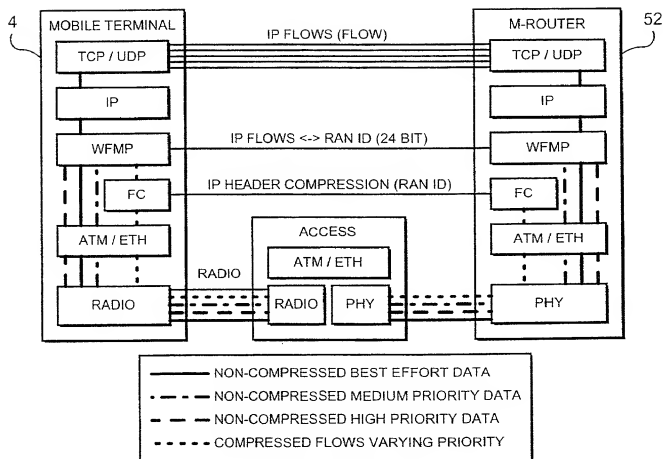 4
MOBILE TERMINAL
TCP / UDP
IP
WFMP
FC
ATM / ETH
RADIO
IP FLOWS (FLOW)
IP FLOWS <-> RAN ID (24 BIT)
IP HEADER COMPRESSION (RAN ID)
RADIO
ACCESS
ATM / ETH
RADIO
PHY
M-ROUTER
52
TCP / UDP
IP
WFMP
FC
ATM / ETH
PHY
NON-COMPRESSED BEST EFFORT DATA
NON-COMPRESSED MEDIUM PRIORITY DATA
NON-COMPRESSED HIGH PRIORITY DATA
COMPRESSED FLOWS VARYING PRIORITY